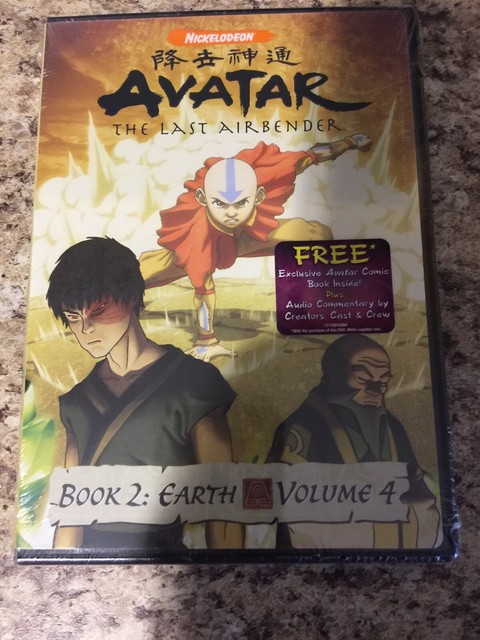 NICKELODEON
降去神通
AVATAR
THE LAST AIRBENDER
FREE*
Exclusive Avatar Comic
Book Inside!
Plus
Audio Commentary by
Creators, Cast & Crew
BOOK 2: EARTH VOLUME 4